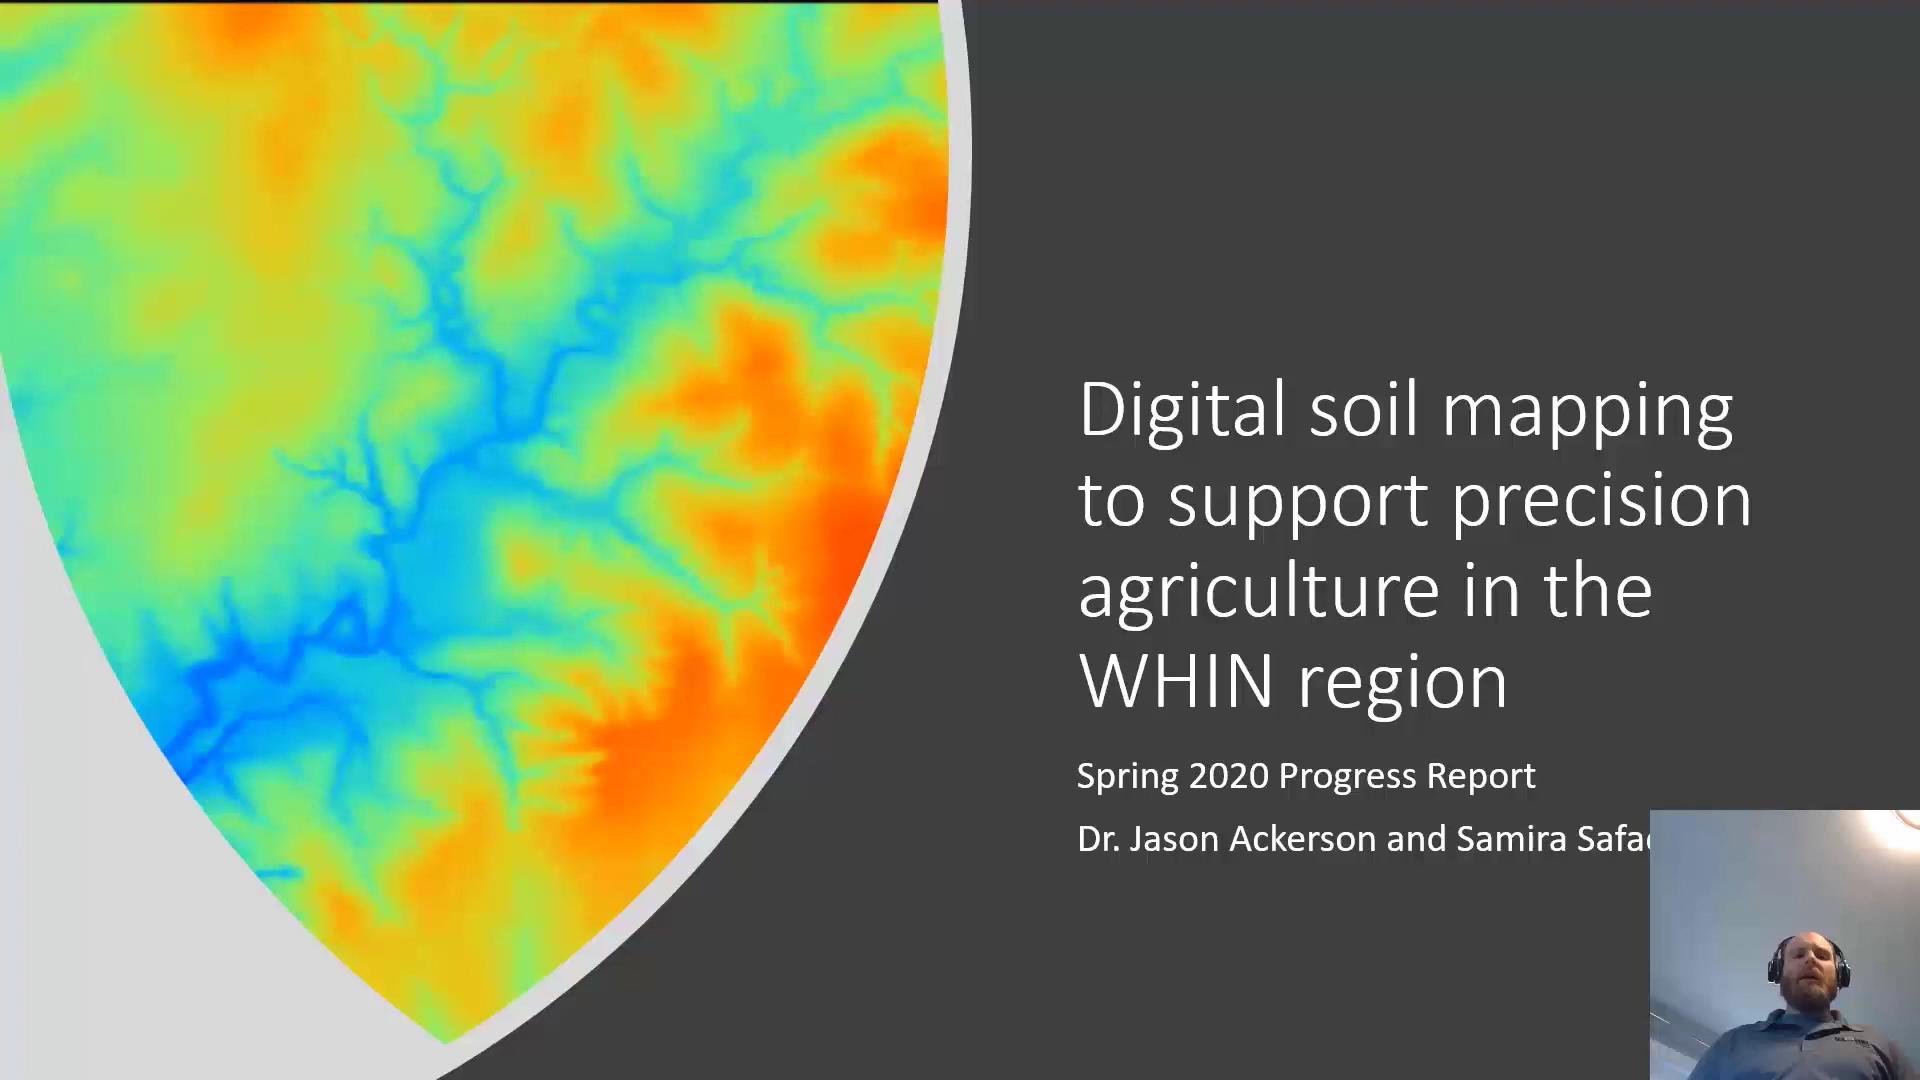 Digital soil mapping
to support precision
agriculture in the
WHIN region
Spring 2020 Progress Report
Dr. Jason Ackerson and Samira